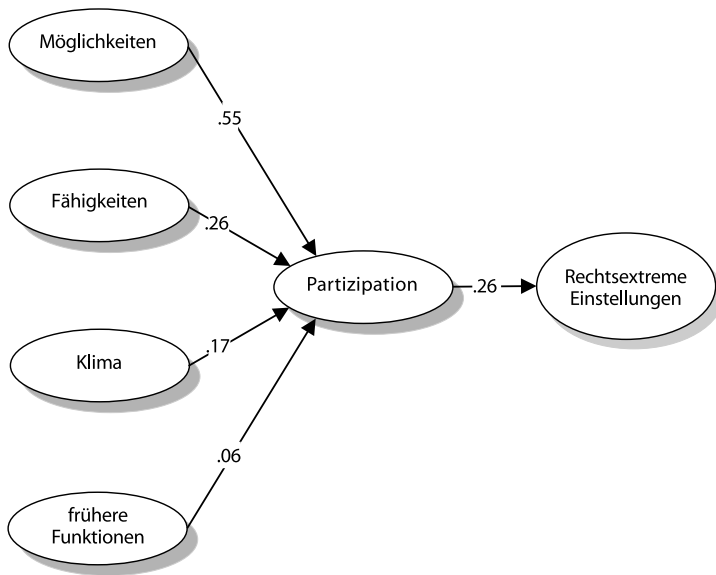 Möglichkeiten
.55
Fähigkeiten
.26
Partizipation
.26
Rechtsextreme
Einstellungen
Klima
.17
.06
frühere
Funktionen